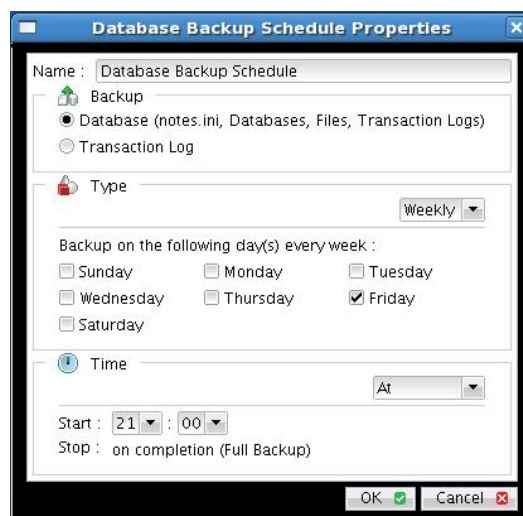 Database Backup Schedule Properties
Name : Database Backup Schedule
Backup
Database (notes.ini, Databases, Files, Transaction Logs)
Transaction Log
Type
Weekly
Backup on the following day(s) every week :
Sunday Monday Tuesday
Wednesday Thursday Friday
Saturday
Time
At
Start : 21 : 00
Stop : on completion (Full Backup)
OK Cancel